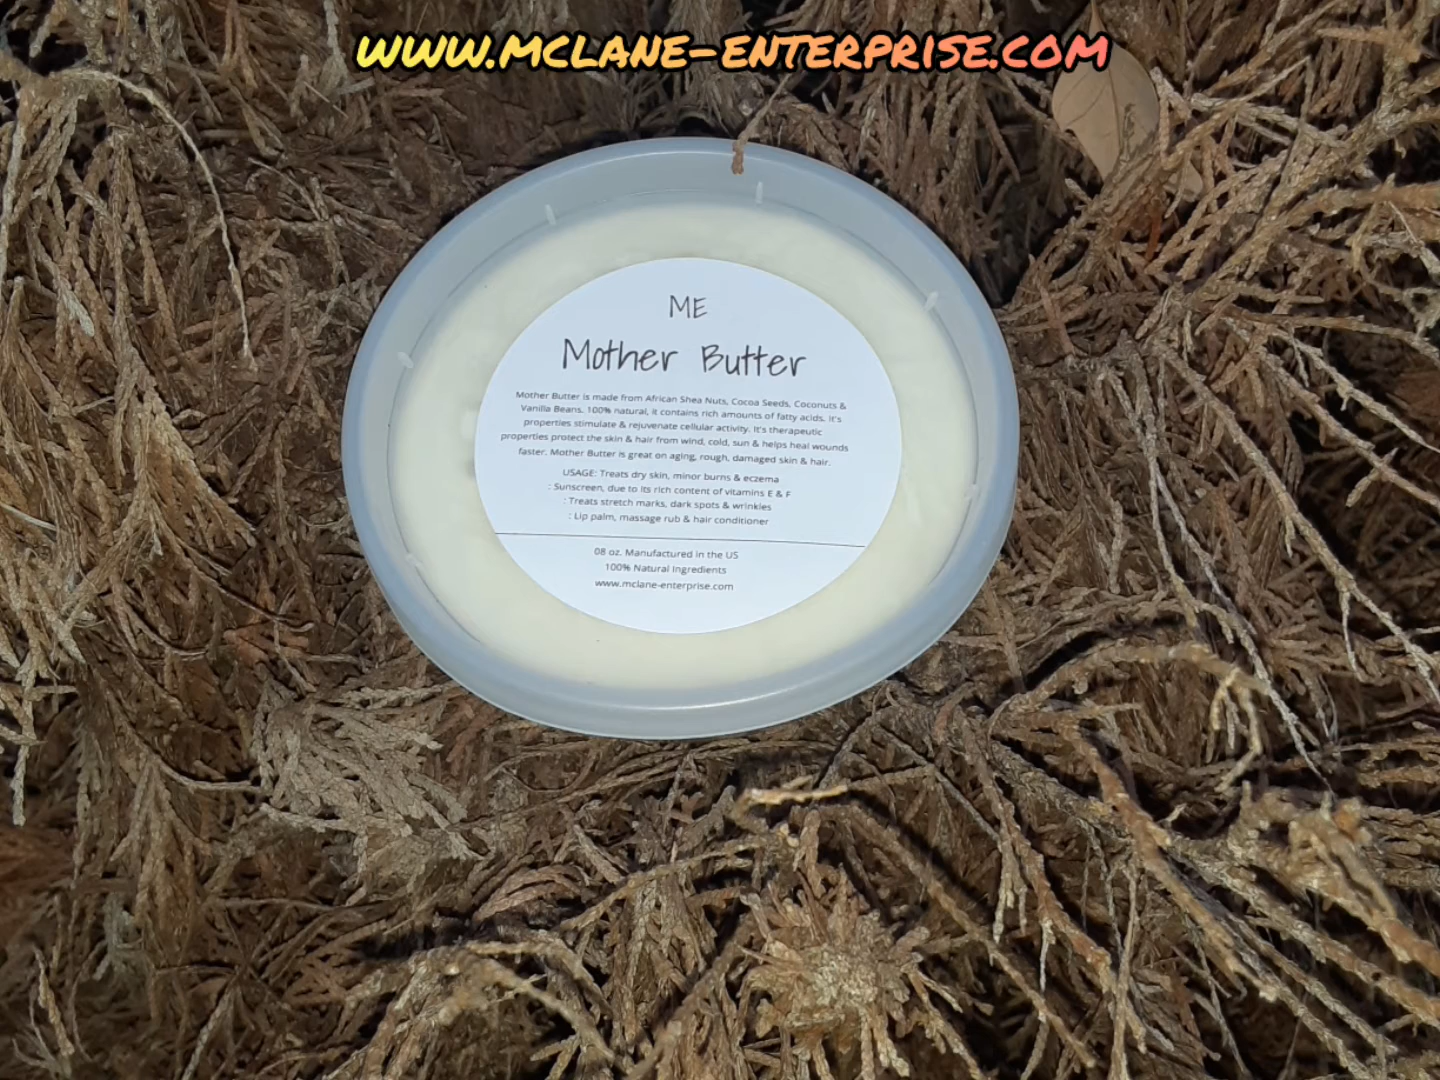 www.mclane-enterprise.com
ME
Mother Butter
Mother Butter is made from African Shea Nuts, Cocoa Seeds, Coconuts &
Vanilla Beans. 100% natural, it contains rich amounts of fatty acids, it's
properties stimulate & rejuvenate cellular activity. It's therapeutic
properties protect the skin & hair from wind, cold, sun & helps heal wounds
faster. Mother Butter is great on aging, rough, damaged skin & hair.
USAGE: Treats dry skin, minor burns & eczema
: Sunscreen, due to its rich content of vitamins E & F
: Treats stretch marks, dark spots & wrinkles
: Lip palm, massage rub & hair conditioner
08 oz. Manufactured in the US
100% Natural Ingredients
www.mclane-enterprise.com